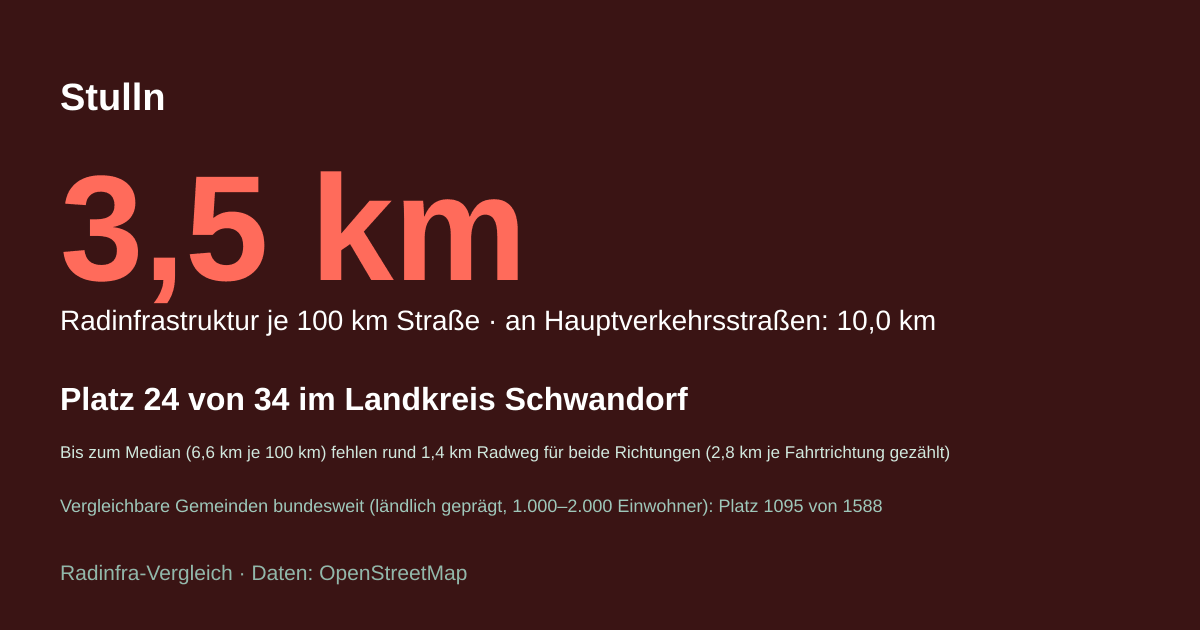 Stulln
3,5 km
Radinfrastruktur je 100 km Straße · an Hauptverkehrsstraßen: 10,0 km
Platz 24 von 34 im Landkreis Schwandorf
Bis zum Median (6,6 km je 100 km) fehlen rund 1,4 km Radweg für beide Richtungen (2,8 km je Fahrtrichtung gezählt)
Vergleichbare Gemeinden bundesweit (ländlich geprägt, 1.000–2.000 Einwohner): Platz 1095 von 1588
Radinfra-Vergleich · Daten: OpenStreetMap